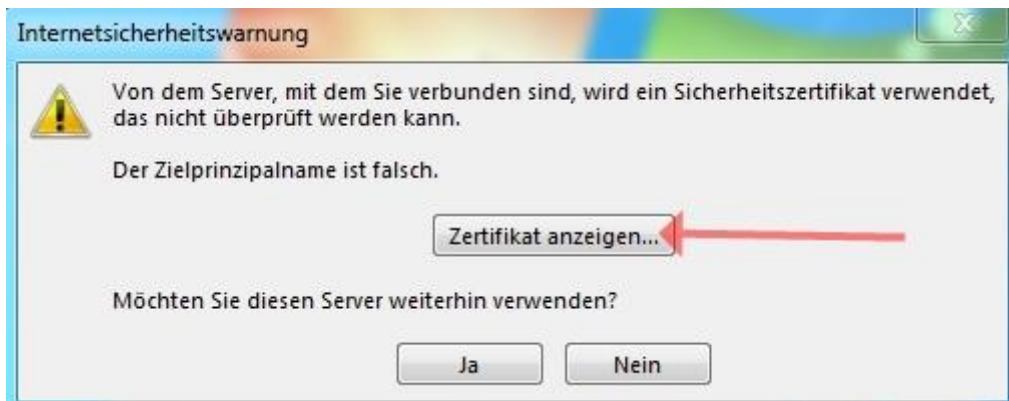 Internetsicherheitswarnung
Von dem Server, mit dem Sie verbunden sind, wird ein Sicherheitszertifikat verwendet,
das nicht überprüft werden kann.
Der Zielprinzipalname ist falsch.
Zertifikat anzeigen...
Möchten Sie diesen Server weiterhin verwenden?
Ja
Nein